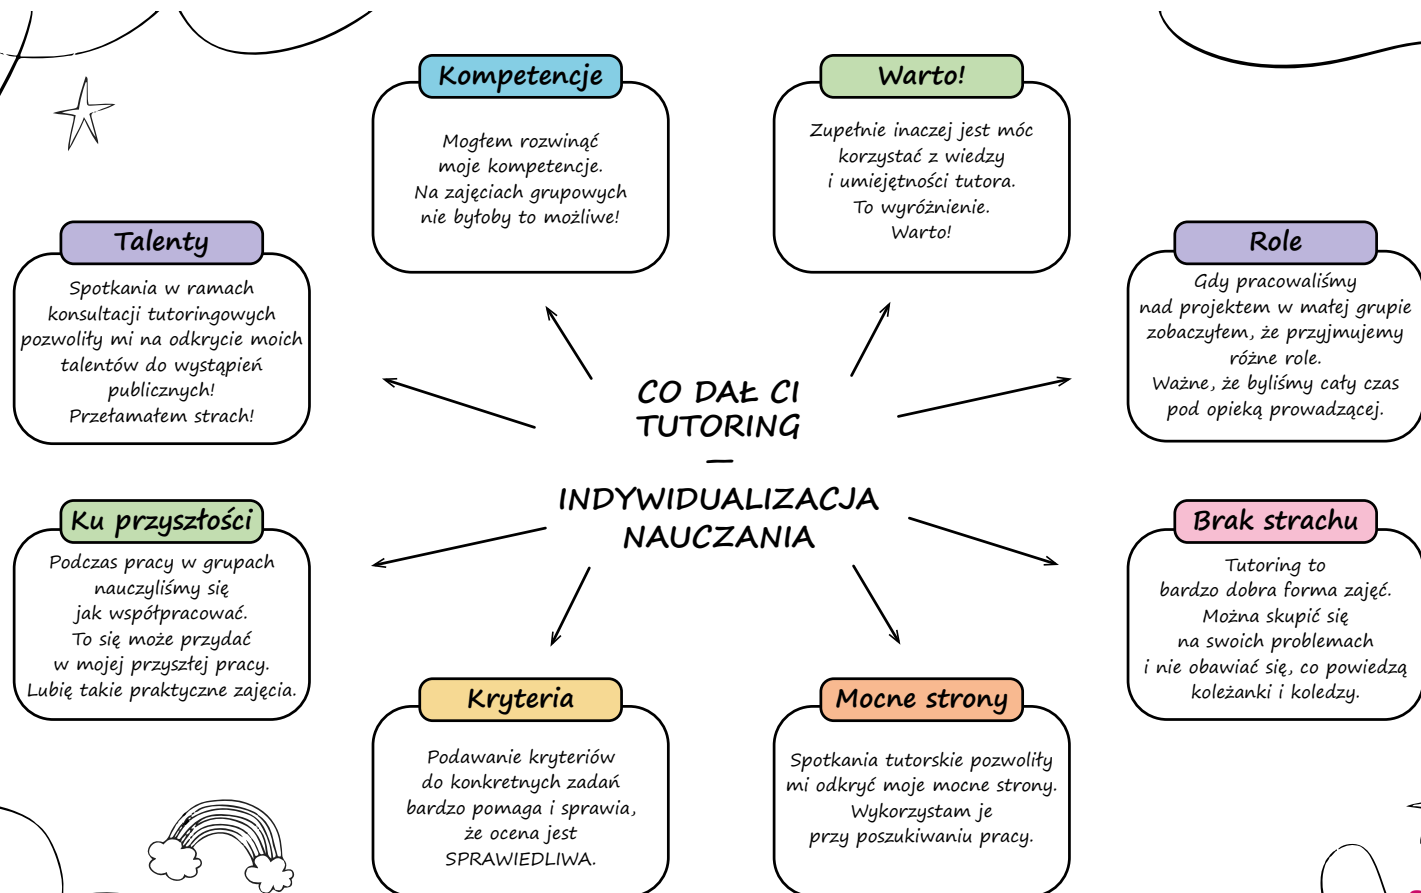 Kompetencje
Mogłem rozwinąć
moje kompetencje.
Na zajęciach grupowych
nie byłoby to możliwe!
Warto!
Zupełnie inaczej jest móc
korzystać z wiedzy
i umiejętności tutora.
To wyróżnienie.
Warto!
Talenty
Spotkania w ramach
konsultacji tutoringowych
pozwoliły mi na odkrycie moich
talentów do wystąpień
publicznych!
Przełamałem strach!
Role
Gdy pracowaliśmy
nad projektem w małej grupie
zobaczyłem, że przyjmujemy
różne role.
Ważne, że byliśmy cały czas
pod opieką prowadzącej.
CO DAŁ CI
TUTORING
—
INDYWIDUALIZACJA
NAUCZANIA
Ku przyszłości
Podczas pracy w grupach
nauczyliśmy się
jak współpracować.
To się może przydać
w mojej przyszłej pracy.
Lubię takie praktyczne zajęcia.
Brak strachu
Tutoring to
bardzo dobra forma zajęć.
Można skupić się
na swoich problemach
i nie obawiać się, co powiedzą
koleżanki i koledzy.
Kryteria
Podawanie kryteriów
do konkretnych zadań
bardzo pomaga i sprawia,
że ocena jest
SPRAWIEDLIWA.
Mocne strony
Spotkania tutorskie pozwoliły
mi odkryć moje mocne strony.
Wykorzystam je
przy poszukiwaniu pracy.